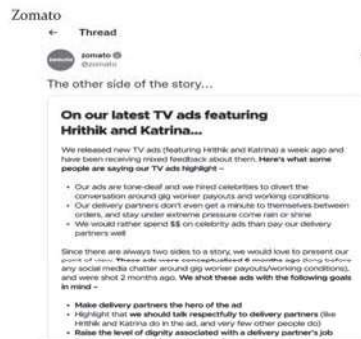 Zomato
← Thread
zomato
@zomato
The other side of the story...
On our latest TV ads featuring
Hrithik and Katrina...
We released new TV ads (featuring Hrithik and Katrina) a week ago and
have been receiving mixed feedback about them. Here's what some
people are saying our TV ads highlight –
• Our ads are tone-deaf and we hired celebrities to divert the
conversation around gig worker payouts and working conditions
• Our delivery partners don't even get a minute to themselves between
orders, and stay under extreme pressure come rain or shine
• We would rather spend $$ on celebrity ads than pay our delivery
partners well
Since there are always two sides to a story, we would love to present our
point of view. These ads were conceptualised 6 months ago (long before
any social media chatter around gig worker payouts/working conditions),
and were shot 2 months ago. We shot these ads with the following goals
in mind –
• Make delivery partners the hero of the ad
• Highlight that we should talk respectfully to delivery partners (like
Hrithik and Katrina do in the ad, and very few other people do)
• Raise the level of dignity associated with a delivery partner's job